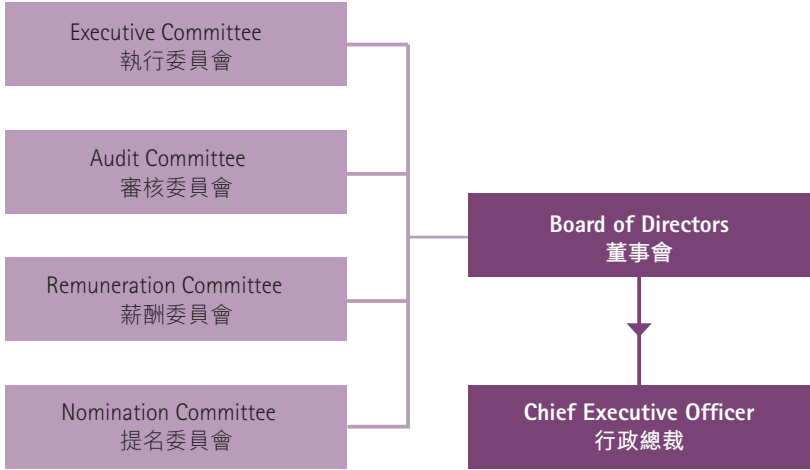 Executive Committee
執行委員會
Audit Committee
審核委員會
Remuneration Committee
薪酬委員會
Nomination Committee
提名委員會
Board of Directors
董事會
Chief Executive Officer
行政總裁